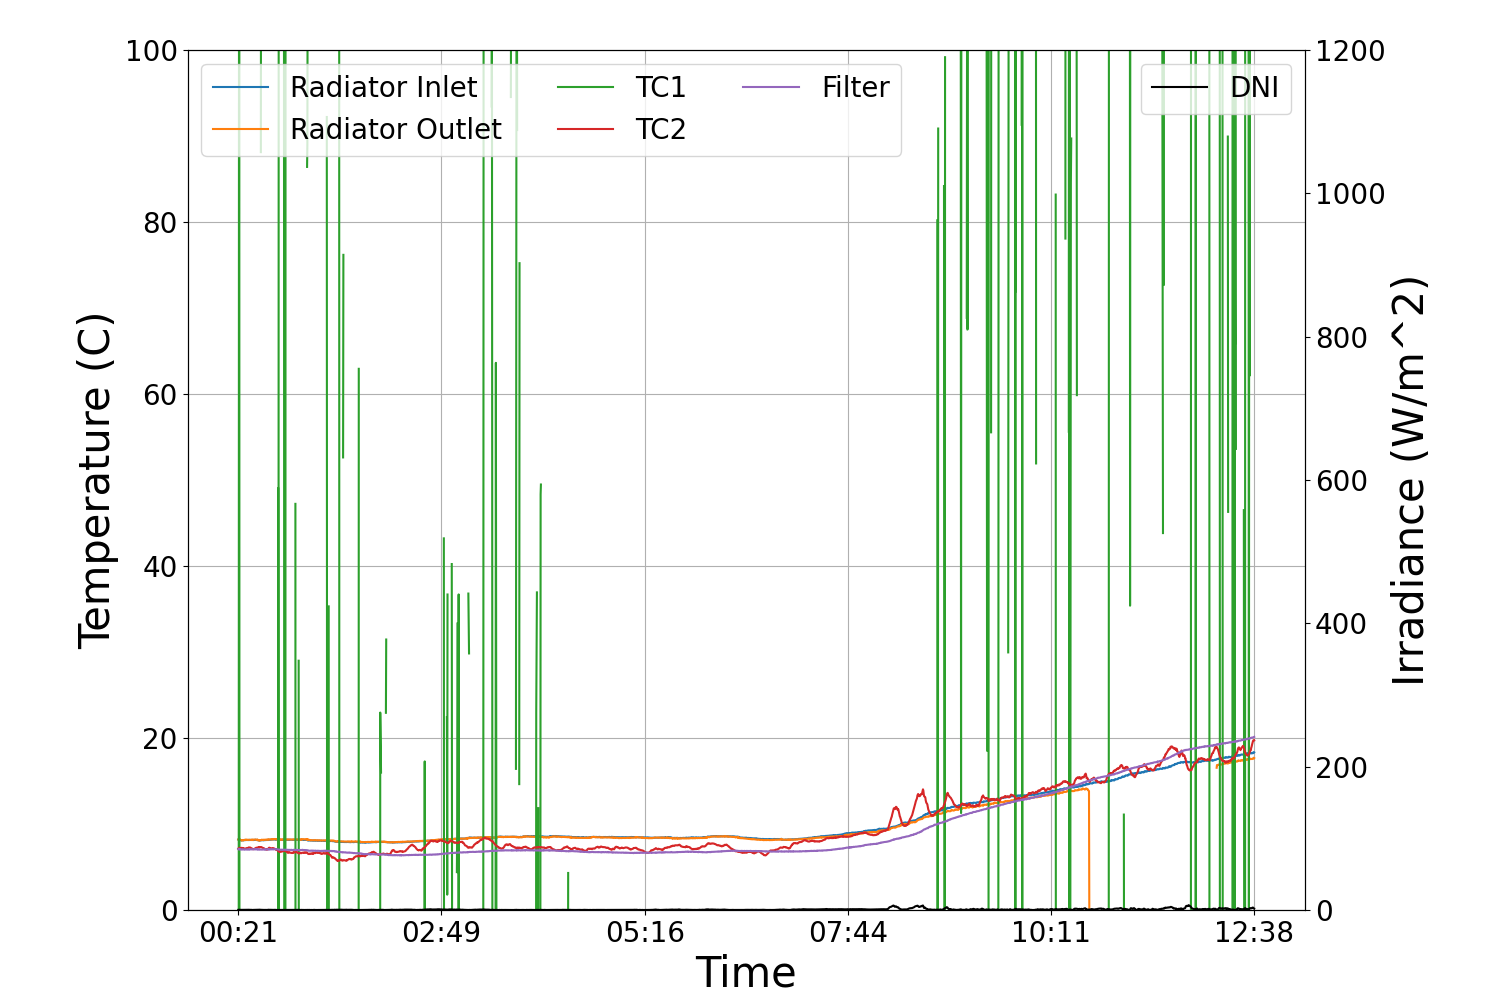 100
80
60
40
20
0
Temperature (C)
Radiator Inlet
Radiator Outlet
TC1
TC2
Filter
DNI
1200
1000
800
600
400
200
0
Irradiance (W/m^2)
00:21
02:49
05:16
07:44
10:11
12:38
Time